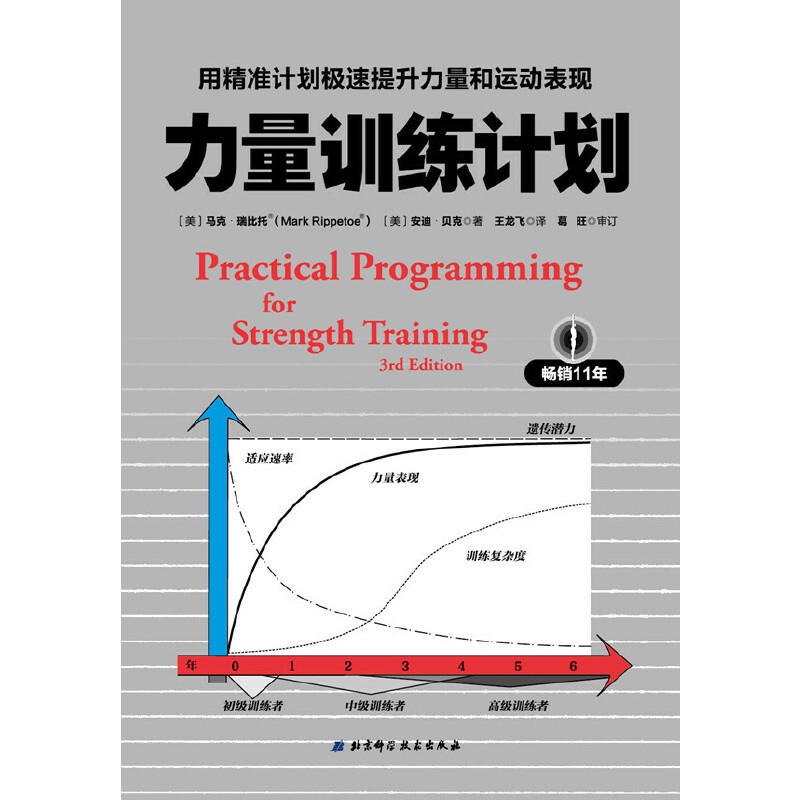 用精准计划极速提升力量和运动表现
力量训练计划
[美] 马克·瑞比托®(Mark Rippetoe®) [美] 安迪·贝克◎著 王龙飞◎译 葛 旺◎审订
Practical Programming
for
Strength Training
3rd Edition
畅销11年
遗传潜力
适应速率
力量表现
训练复杂度
年 0 1 2 3 4 5 6
初级训练者 中级训练者 高级训练者
北京科学技术出版社